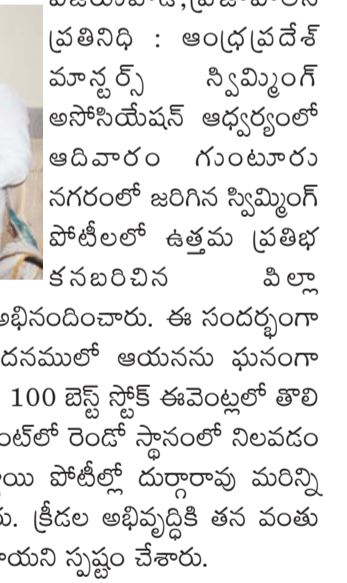 ప్రతినిధి : ఆంధ్రప్రదేశ్
మాస్టర్స్ స్విమ్మింగ్
అసోసియేషన్ ఆధ్వర్యంలో
ఆదివారం గుంటూరు
నగరంలో జరిగిన స్విమ్మింగ్
పోటీలలో ఉత్తమ ప్రతిభ
కనబరిచిన పిల్లా
అభినందించారు. ఈ సందర్భంగా
దనములో ఆయనను ఘనంగా
100 బెస్ట్ స్టోక్ ఈవెంట్లలో తొలి
ంట్‌లో రెండో స్థానంలో నిలవడం
యి పోటీల్లో దుర్గారావు మరిన్ని
రు. క్రీడల అభివృద్ధికి తన వంతు
ాయని స్పష్టం చేశారు.